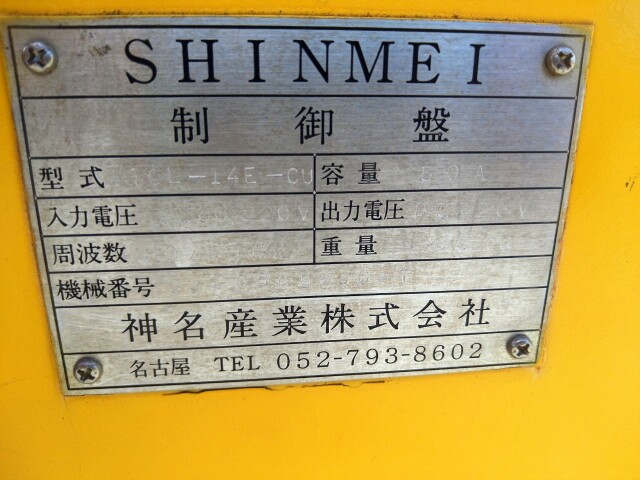 SHINMEI
制御盤
型式 -14E-CU 容量
入力電圧 出力電圧
周波数 重量
機械番号
神名産業株式会社
名古屋 TEL 052-793-8602